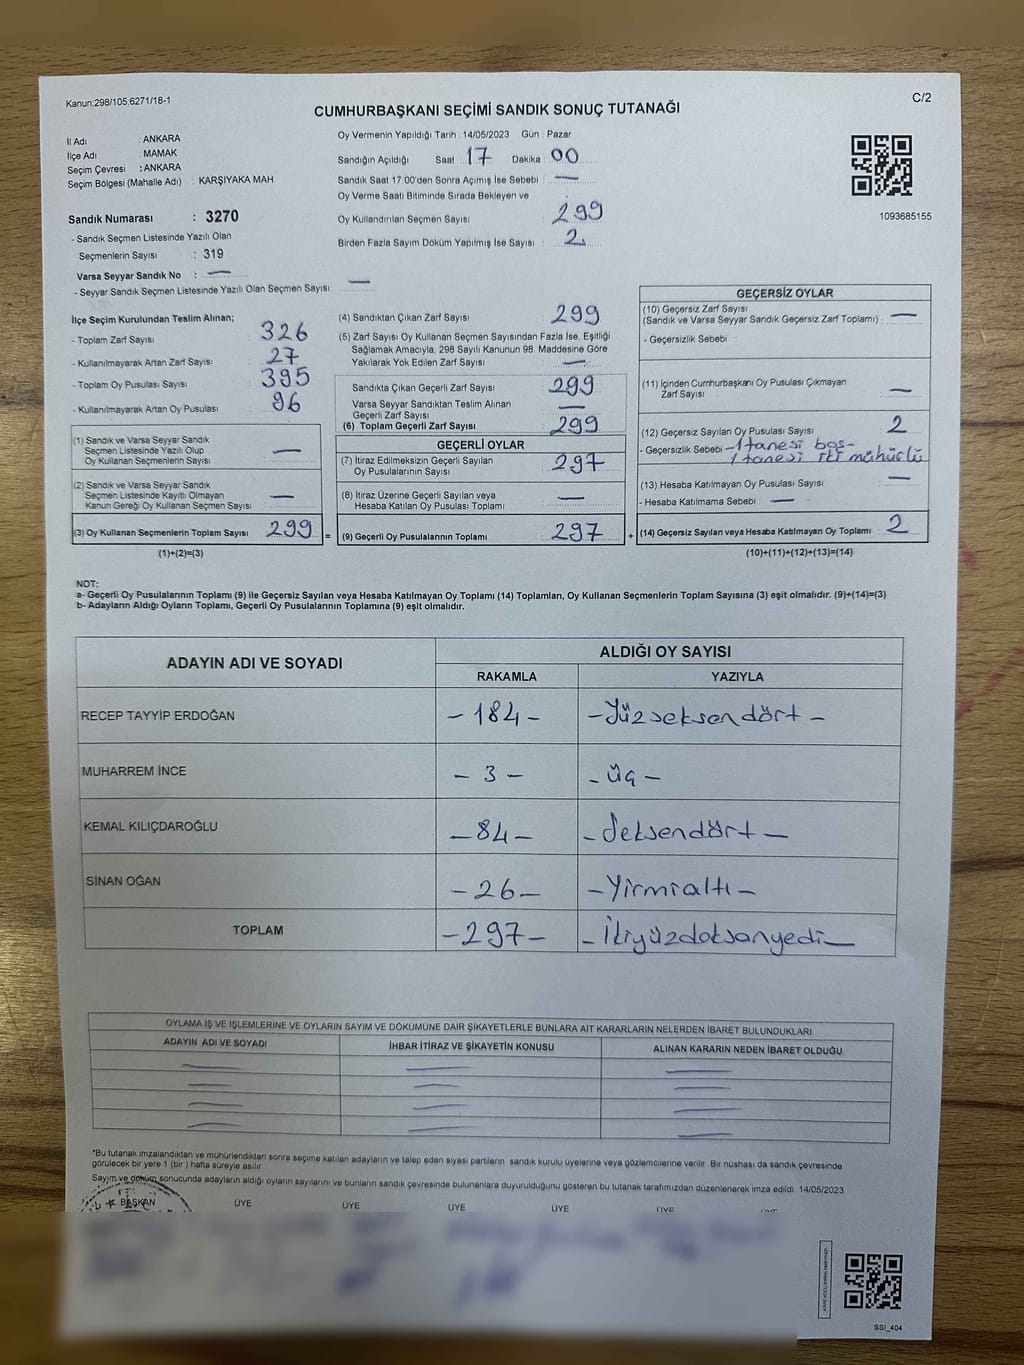 Kanun:298/105,6271/18-1
C/2
CUMHURBAŞKANI SEÇİMİ SANDIK SONUÇ TUTANAĞI
İl Adı : ANKARA
İlçe Adı : MAMAK
Seçim Çevresi : ANKARA
Seçim Bölgesi (Mahalle Adı) : KARŞIYAKA MAH.
Sandık Numarası : 3270
- Sandık Seçmen Listesinde Yazılı Olan
Seçmenlerin Sayısı : 319
Varsa Seyyar Sandık No : —
- Seyyar Sandık Seçmen Listesinde Yazılı Olan Seçmen Sayısı: —
Oy Vermenin Yapıldığı Tarih : 14/05/2023 Gün : Pazar
Sandığın Açıldığı Saat : 17 Dakika : 00
Sandık Saat 17:00'den Sonra Açımış İse Sebebi : —
Oy Verme Saati Bitiminde Sırada Bekleyen ve
Oy Kullandırılan Seçmen Sayısı : 299
Birden Fazla Sayım Döküm Yapılmış İse Sayısı : 2
1093685155
İlçe Seçim Kurulundan Teslim Alınan;
- Toplam Zarf Sayısı : 326
- Kullanılmayarak Artan Zarf Sayısı : 27
- Toplam Oy Pusulası Sayısı : 395
- Kullanılmayarak Artan Oy Pusulası : 96
(1) Sandık ve Varsa Seyyar Sandık
Seçmen Listesinde Yazılı Olup
Oy Kullanan Seçmenlerin Sayısı : —
(2) Sandık ve Varsa Seyyar Sandık
Seçmen Listesinde Kayıtlı Olmayan
Kanun Gereği Oy Kullanan Seçmen Sayısı : —
(3) Oy Kullanan Seçmenlerin Toplam Sayısı : 299 =
(1)+(2)=(3)
(4) Sandıktan Çıkan Zarf Sayısı : 299
(5) Zarf Sayısı Oy Kullanan Seçmen Sayısından Fazla İse, Eşitliği
Sağlamak Amacıyla, 298 Sayılı Kanunun 98. Maddesine Göre
Yakılarak Yok Edilen Zarf Sayısı : —
Sandıkta Çıkan Geçerli Zarf Sayısı : 299
Varsa Seyyar Sandıktan Teslim Alınan
Geçerli Zarf Sayısı : —
(6) Toplam Geçerli Zarf Sayısı : 299
GEÇERLİ OYLAR
(7) İtiraz Edilmeksizin Geçerli Sayılan
Oy Pusulalarının Sayısı : 297
(8) İtiraz Üzerine Geçerli Sayılan veya
Hesaba Katılan Oy Pusulası Toplamı : —
(9) Geçerli Oy Pusulalarının Toplamı : 297 +
GEÇERSİZ OYLAR
(10) Geçersiz Zarf Sayısı
(Sandık ve Varsa Seyyar Sandık Geçersiz Zarf Toplamı) : —
- Geçersizlik Sebebi :
(11) İçinden Cumhurbaşkanı Oy Pusulası Çıkmayan
Zarf Sayısı : —
(12) Geçersiz Sayılan Oy Pusulası Sayısı : 2
- Geçersizlik Sebebi - 1 tanesi boş -
1 tanesi iki mühürlü
(13) Hesaba Katılmayan Oy Pusulası Sayısı : —
- Hesaba Katılmama Sebebi : —
(14) Geçersiz Sayılan veya Hesaba Katılmayan Oy Toplamı : 2
(10)+(11)+(12)+(13)=(14)
NOT:
a- Geçerli Oy Pusulalarının Toplamı (9) ile Geçersiz Sayılan veya Hesaba Katılmayan Oy Toplamı (14) Toplamları, Oy Kullanan Seçmenlerin Toplam Sayısına (3) eşit olmalıdır. (9)+(14)=(3)
b- Adayların Aldığı Oyların Toplamı, Geçerli Oy Pusulalarının Toplamına (9) eşit olmalıdır.
ADAYIN ADI VE SOYADI
ALDIĞI OY SAYISI
RAKAMLA YAZIYLA
RECEP TAYYİP ERDOĞAN - 184 - - Yüzseksendört -
MUHARREM İNCE - 3 - - üç -
KEMAL KILIÇDAROĞLU - 84 - - Seksendört -
SİNAN OĞAN - 26 - - Yirmialtı -
TOPLAM - 297 - - İkiyüzdoksanyedi -
OYLAMA İŞ VE İŞLEMLERİNE VE OYLARIN SAYIM VE DÖKÜMÜNE DAİR ŞİKAYETLERLE BUNLARA AİT KARARLARIN NELERDEN İBARET BULUNDUKLARI
ADAYIN ADI VE SOYADI İHBAR İTİRAZ VE ŞİKAYETİN KONUSU ALINAN KARARIN NEDEN İBARET OLDUĞU
*Bu tutanak imzalandıktan ve mühürlendikten sonra seçime katılan adayların ve talep eden siyasi partilerin sandık kurulu üyelerine veya gözlemcilerine verilir. Bir nüshası da sandık çevresinde
görülecek bir yere 1 (bir ) hafta süreyle asılır.
Sayım ve döküm sonucunda adayların aldığı oyların sayılarını ve bunların sandık çevresinde bulunanlara duyurulduğunu gösteren bu tutanak tarafımızdan düzenlenerek imza edildi. 14/05/2023
BAŞKAN ÜYE ÜYE ÜYE ÜYE ÜYE
SSI_404